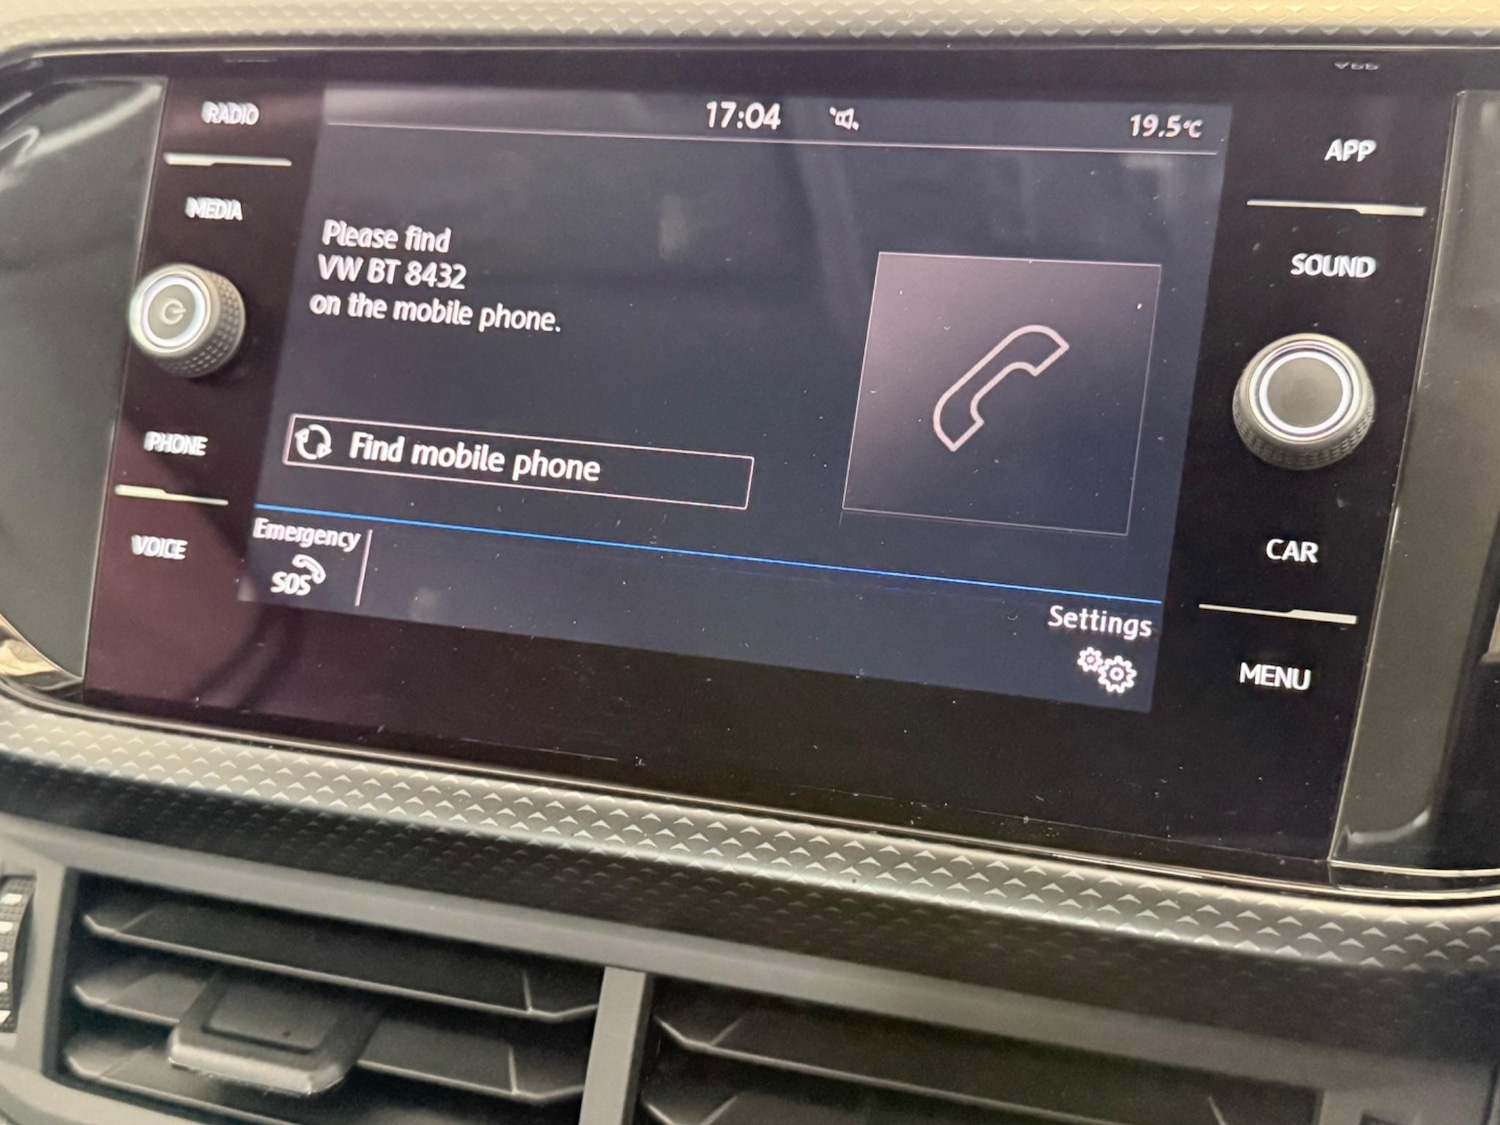 RADIO
MEDIA
PHONE
VOICE
17:04
19.5°C
Please find
VW BT 8432
on the mobile phone.
Find mobile phone
Emergency
SOS
Settings
APP
SOUND
CAR
MENU